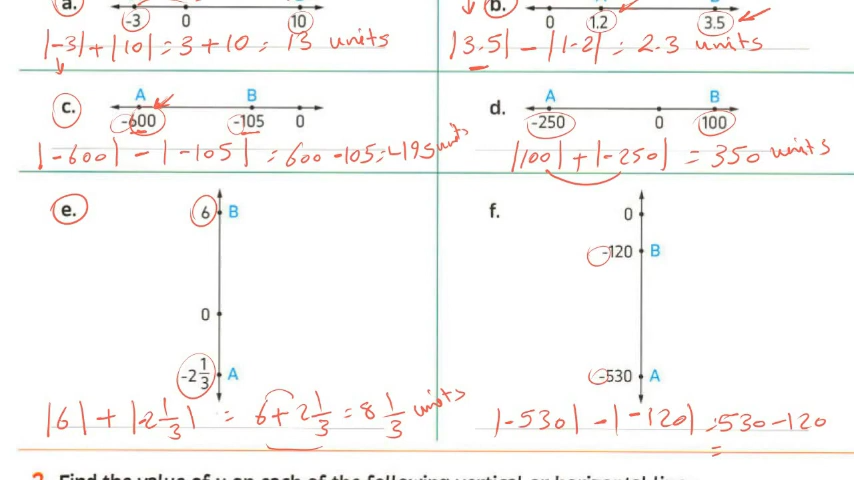 a. -3 0 10
b. 0 1.2 3.5
|-3| + |10| = 3 + 10 = 13 units
|3.5| - |1.2| = 2.3 units
c. A B
-600 -105 0
|-600| - |-105| = 600 - 105 = 495 units
d. A B
-250 0 100
|100| + |-250| = 350 units
e. 6 B
0
-2 1/3 A
|6| + |-2 1/3| = 6 + 2 1/3 = 8 1/3 units
f. 0
-120 B
-530 A
|-530| - |-120| = 530 - 120
=